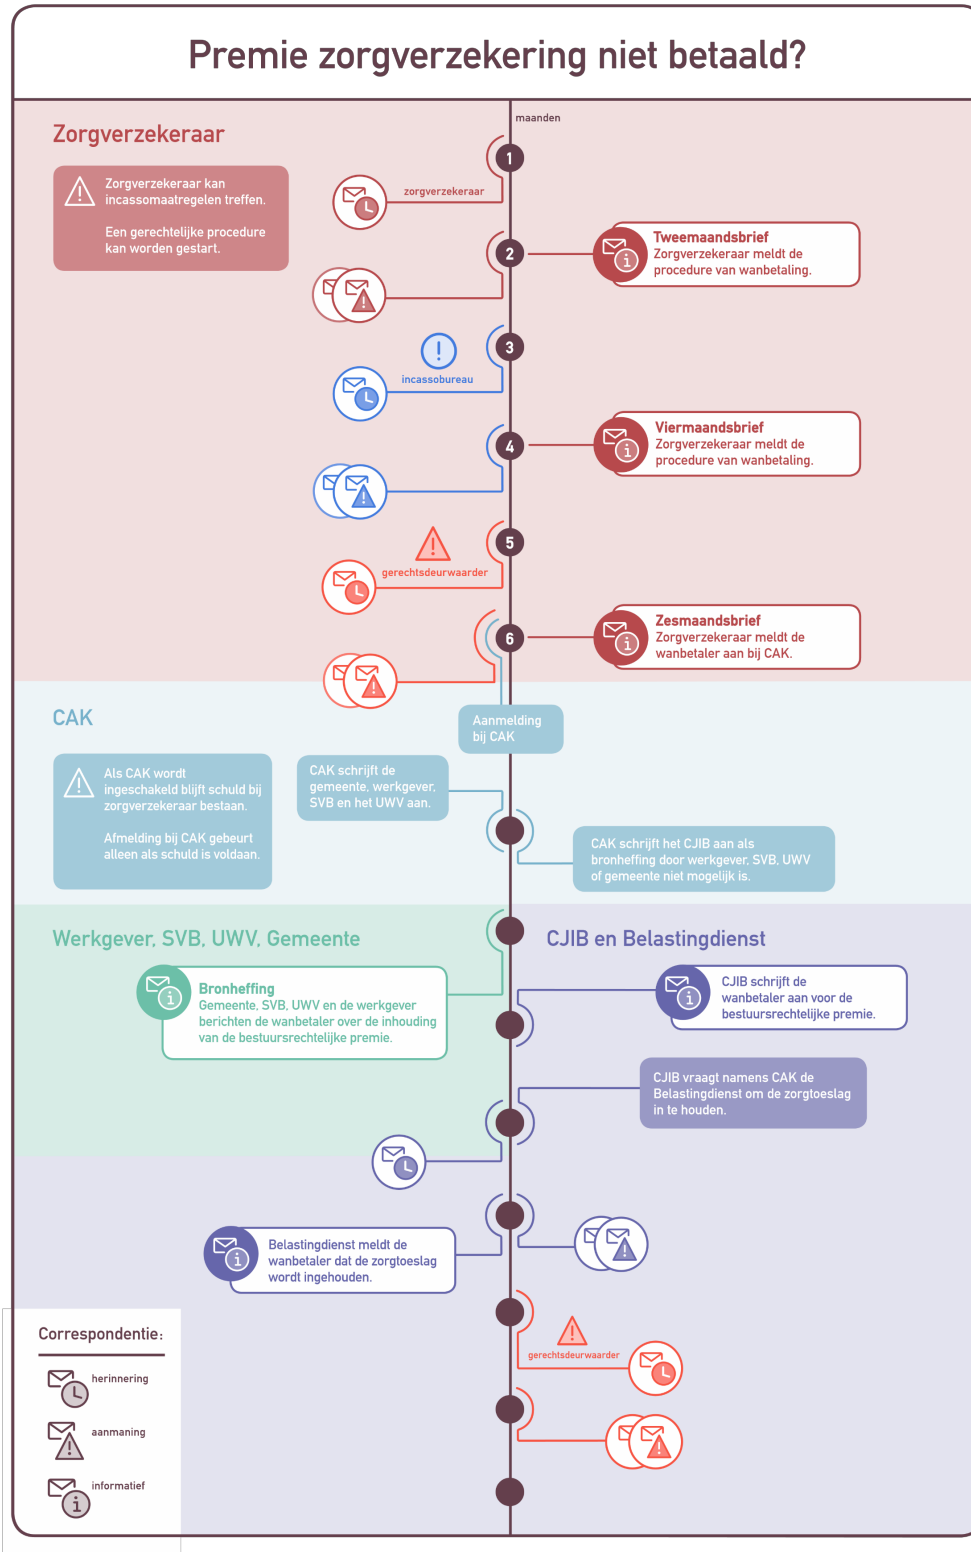 Premie zorgverzekering niet betaald?
maanden
Zorgverzekeraar
Zorgverzekeraar kan
incassomaatregelen treffen.
Een gerechtelijke procedure
kan worden gestart.
1
zorgverzekeraar
2
Tweemaandsbrief
Zorgverzekeraar meldt de
procedure van wanbetaling.
3
incassobureau
4
Viermaandsbrief
Zorgverzekeraar meldt de
procedure van wanbetaling.
5
gerechtsdeurwaarder
6
Zesmaandsbrief
Zorgverzekeraar meldt de
wanbetaler aan bij CAK.
CAK
Aanmelding
bij CAK
Als CAK wordt
ingeschakeld blijft schuld bij
zorgverzekeraar bestaan.
Afmelding bij CAK gebeurt
alleen als schuld is voldaan.
CAK schrijft de
gemeente, werkgever,
SVB en het UWV aan.
CAK schrijft het CJIB aan als
bronheffing door werkgever, SVB, UWV
of gemeente niet mogelijk is.
Werkgever, SVB, UWV, Gemeente
Bronheffing
Gemeente, SVB, UWV en de werkgever
berichten de wanbetaler over de inhouding
van de bestuursrechtelijke premie.
CJIB en Belastingdienst
CJIB schrijft de
wanbetaler aan voor de
bestuursrechtelijke premie.
CJIB vraagt namens CAK de
Belastingdienst om de zorgtoeslag
in te houden.
Belastingdienst meldt de
wanbetaler dat de zorgtoeslag
wordt ingehouden.
gerechtsdeurwaarder
Correspondentie:
herinnering
aanmaning
informatief